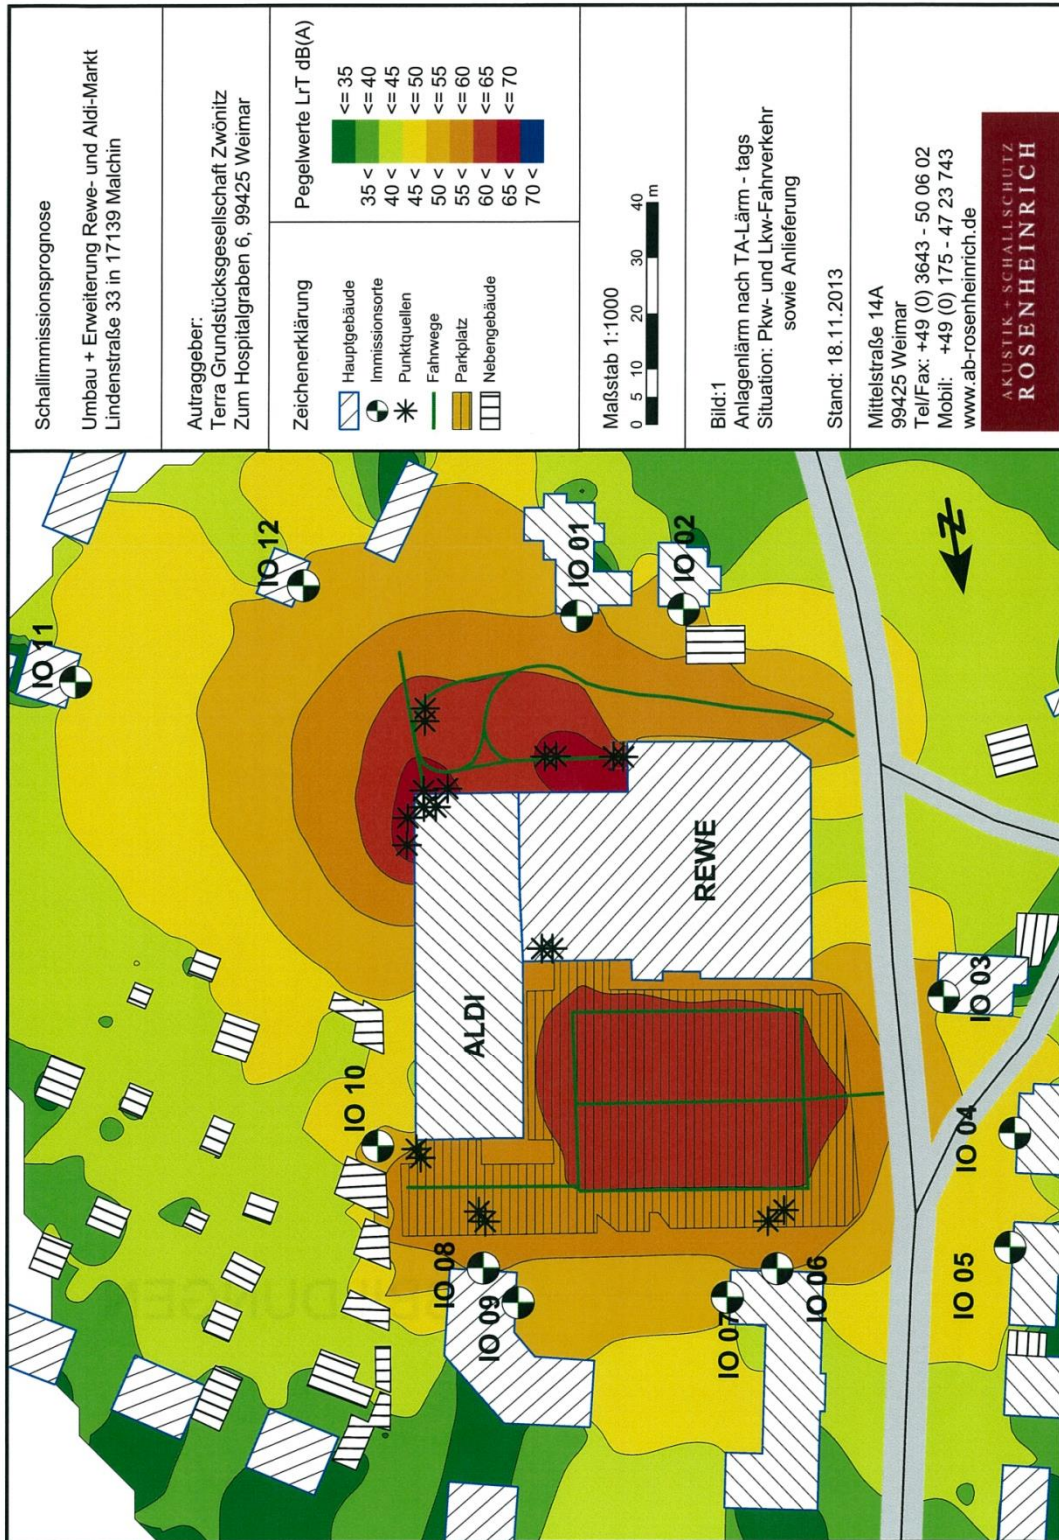 Schallimmissionsprognose
Umbau + Erweiterung Rewe- und Aldi-Markt
Lindenstraße 33 in 17139 Malchin
Autraggeber:
Terra Grundstücksgesellschaft Zwönitz
Zum Hospitalgraben 6, 99425 Weimar
Zeichenerklärung
Hauptgebäude
Immissionsorte
Punktquellen
Fahrwege
Parkplatz
Nebengebäude
Pegelwerte LrT dB(A)
<= 35
35 < <= 40
40 < <= 45
45 < <= 50
50 < <= 55
55 < <= 60
60 < <= 65
65 < <= 70
70 <
Maßstab 1:1000
0 5 10 20 30 40
m
Bild:1
Anlagenlärm nach TA-Lärm - tags
Situation: Pkw- und Lkw-Fahrverkehr
sowie Anlieferung
Stand: 18.11.2013
Mittelstraße 14A
99425 Weimar
Tel/Fax: +49 (0) 3643 - 50 06 02
Mobil: +49 (0) 175 - 47 23 743
www.ab-rosenheinrich.de
AKUSTIK + SCHALLSCHUTZ
ROSENHEINRICH
IO 11
IO 12
IO 01
IO 02
IO 10
ALDI
REWE
IO 03
IO 04
IO 05
IO 08
IO 09
IO 07
IO 06